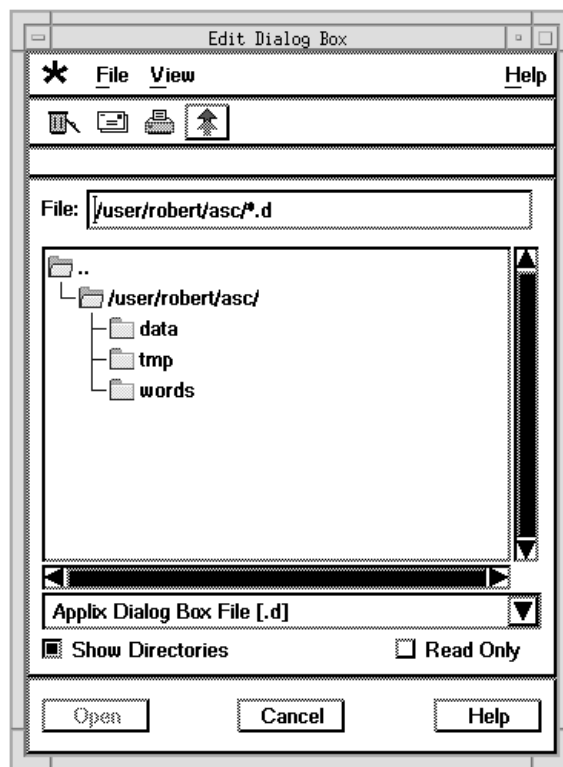 Edit Dialog Box
File View Help
File: /user/robert/asc/*.d
..
/user/robert/asc/
data
tmp
words
Applix Dialog Box File [.d]
Show Directories Read Only
Open Cancel Help